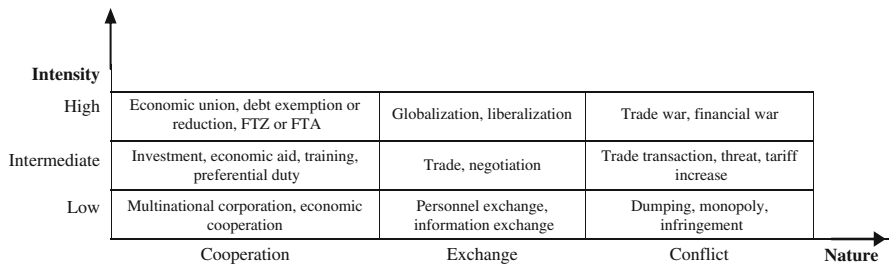 Intensity
High
Economic union, debt exemption or
reduction, FTZ or FTA
Globalization, liberalization
Trade war, financial war
Intermediate
Investment, economic aid, training,
preferential duty
Trade, negotiation
Trade transaction, threat, tariff
increase
Low
Multinational corporation, economic
cooperation
Personnel exchange,
information exchange
Dumping, monopoly,
infringement
Cooperation
Exchange
Conflict
Nature